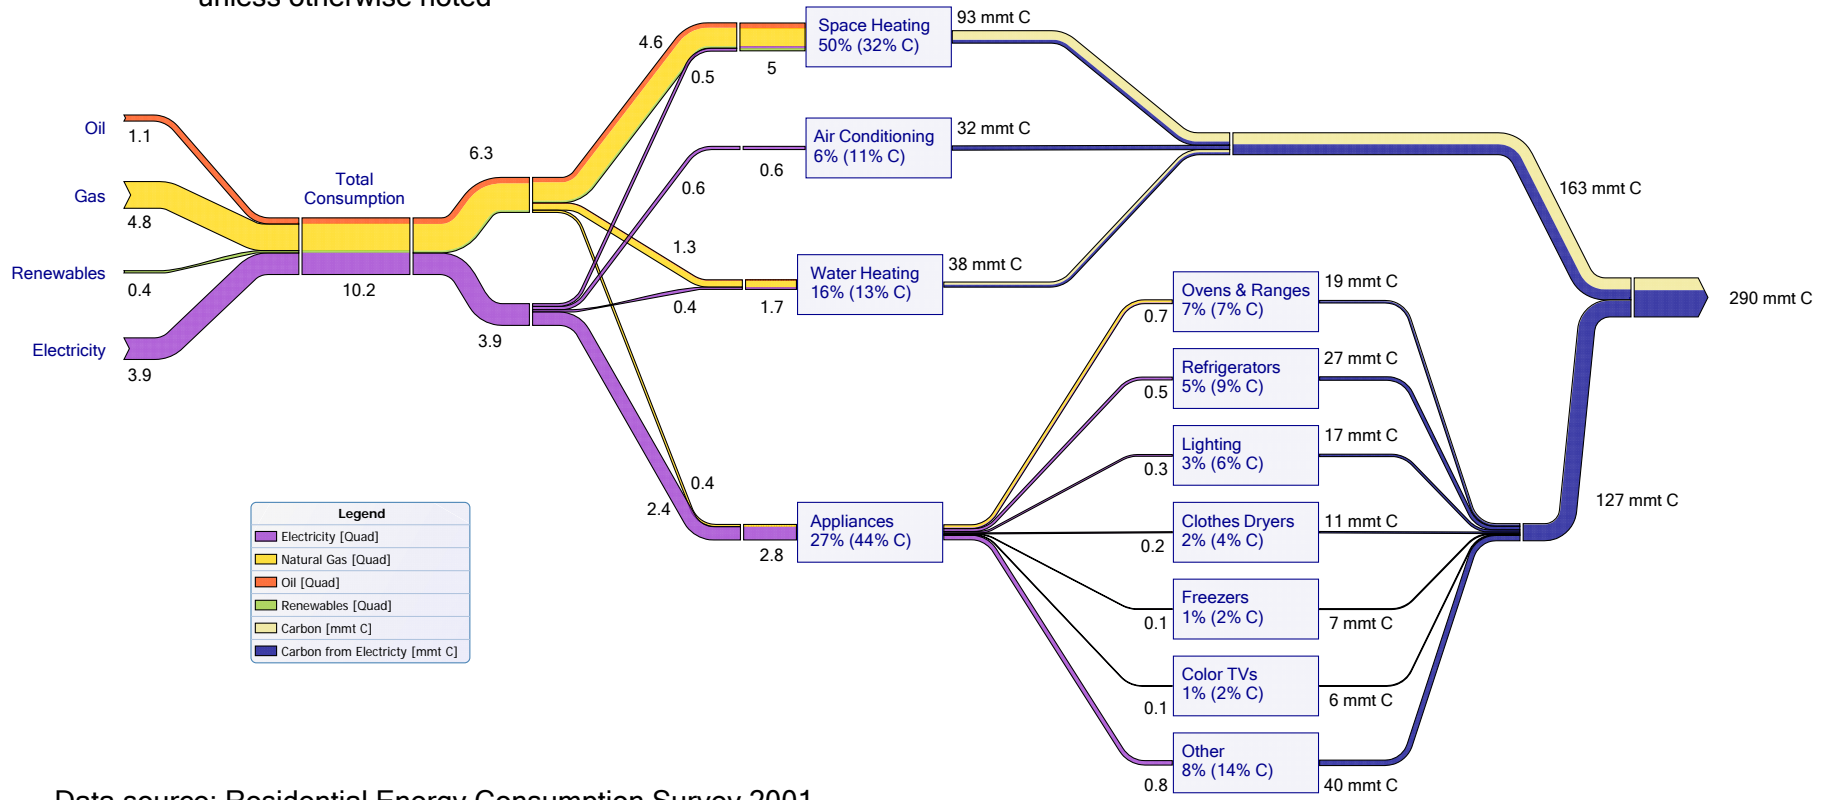 unless otherwise noted
Oil
1.1
Gas
4.8
Renewables
0.4
Electricity
3.9
Total
Consumption
10.2
6.3
3.9
4.6
0.5
5
0.6
0.6
1.3
0.4
1.7
0.4
2.4
2.8
Space Heating
50% (32% C)
93 mmt C
Air Conditioning
6% (11% C)
32 mmt C
Water Heating
16% (13% C)
38 mmt C
Appliances
27% (44% C)
0.7
Ovens & Ranges
7% (7% C)
19 mmt C
0.5
Refrigerators
5% (9% C)
27 mmt C
0.3
Lighting
3% (6% C)
17 mmt C
0.2
Clothes Dryers
2% (4% C)
11 mmt C
0.1
Freezers
1% (2% C)
7 mmt C
0.1
Color TVs
1% (2% C)
6 mmt C
0.8
Other
8% (14% C)
40 mmt C
163 mmt C
127 mmt C
290 mmt C
Legend
Electricity [Quad]
Natural Gas [Quad]
Oil [Quad]
Renewables [Quad]
Carbon [mmt C]
Carbon from Electricty [mmt C]
Data source: Residential Energy Consumption Survey 2001